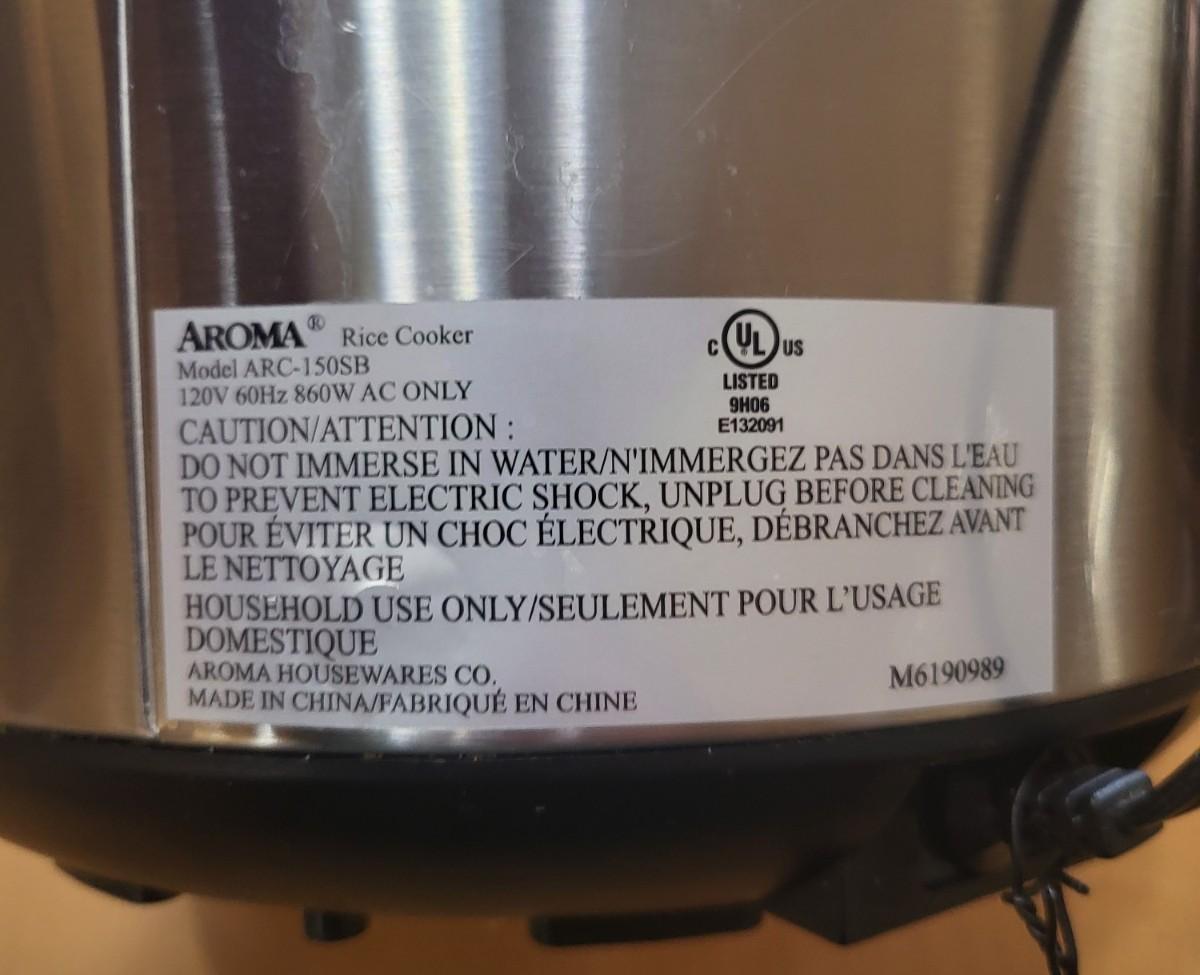 AROMA® Rice Cooker
Model ARC-150SB
120V 60Hz 860W AC ONLY
C UL US
LISTED
9H06
E132091
CAUTION/ATTENTION :
DO NOT IMMERSE IN WATER/N'IMMERGEZ PAS DANS L'EAU
TO PREVENT ELECTRIC SHOCK, UNPLUG BEFORE CLEANING
POUR ÉVITER UN CHOC ÉLECTRIQUE, DÉBRANCHEZ AVANT
LE NETTOYAGE
HOUSEHOLD USE ONLY/SEULEMENT POUR L’USAGE
DOMESTIQUE
AROMA HOUSEWARES CO.
MADE IN CHINA/FABRIQUÉ EN CHINE
M6190989